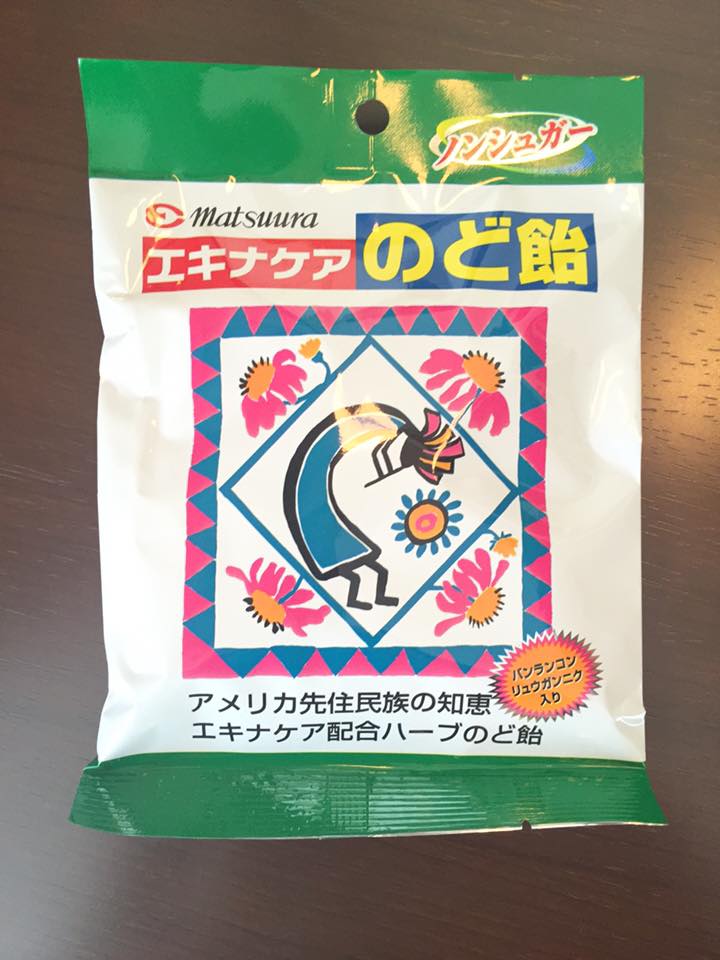 ノンシュガー
matsuura
エキナケア のど飴
バンランコン
リュウガンニク
入り
アメリカ先住民族の知恵
エキナケア配合ハーブのど飴